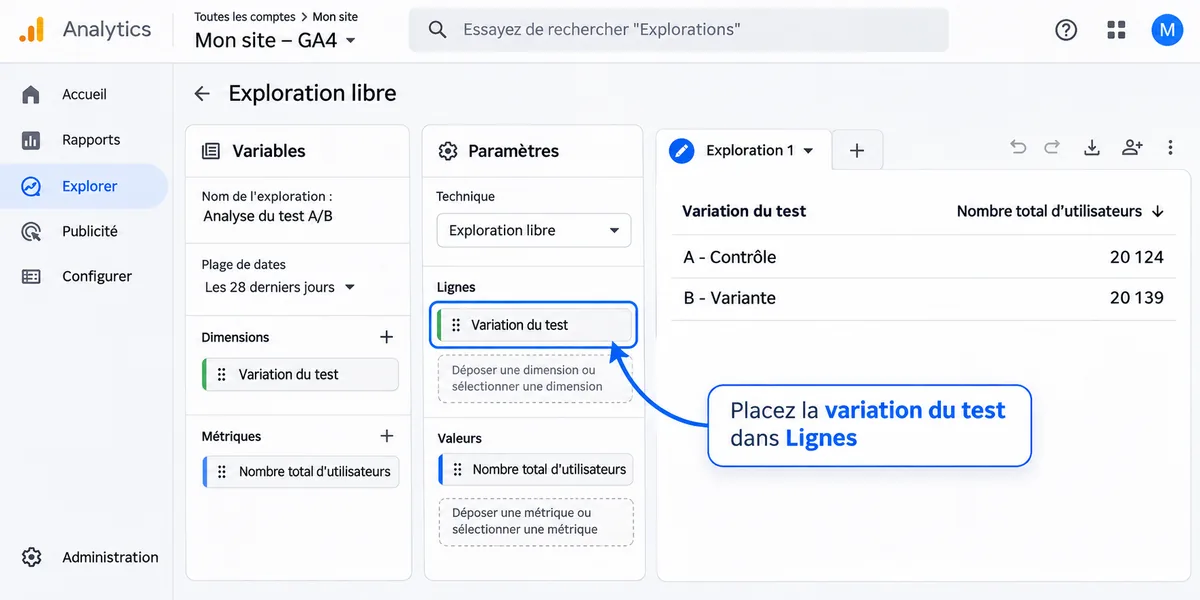 Analytics
Toutes les comptes > Mon site
Mon site – GA4
Essayez de rechercher "Explorations"
M
Accueil
Rapports
Explorer
Publicité
Configurer
Administration
Exploration libre
Variables
Nom de l'exploration :
Analyse du test A/B
Plage de dates
Les 28 derniers jours
Dimensions
Variation du test
Métriques
Nombre total d'utilisateurs
Paramètres
Technique
Exploration libre
Lignes
Variation du test
Déposer une dimension ou
sélectionner une dimension
Valeurs
Nombre total d'utilisateurs
Déposer une métrique ou
sélectionner une métrique
Exploration 1
Variation du test Nombre total d'utilisateurs
A - Contrôle 20 124
B - Variante 20 139
Placez la variation du test
dans Lignes